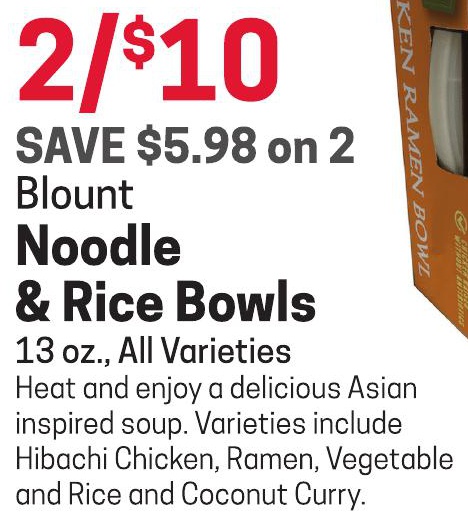 2/$10
SAVE $5.98 on 2
Blount
Noodle
& Rice Bowls
13 oz., All Varieties
Heat and enjoy a delicious Asian
inspired soup. Varieties include
Hibachi Chicken, Ramen, Vegetable
and Rice and Coconut Curry.
KEN RAMEN BOWL